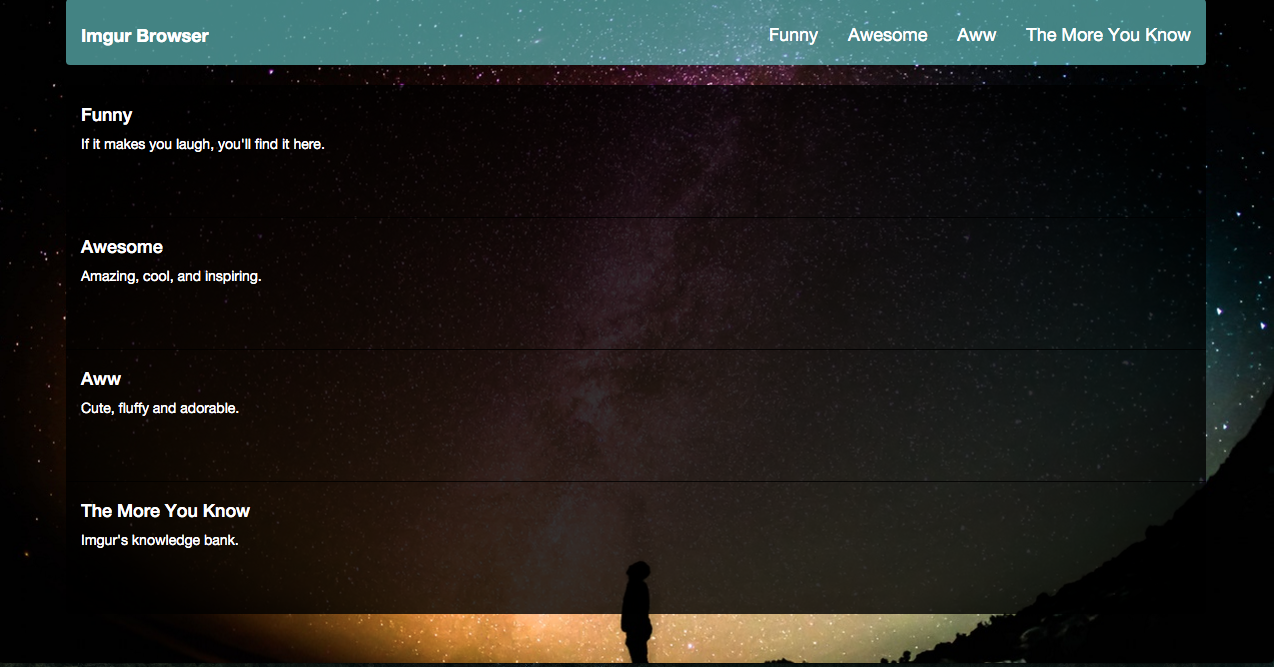 Imgur Browser
Funny Awesome Aww The More You Know
Funny
If it makes you laugh, you'll find it here.
Awesome
Amazing, cool, and inspiring.
Aww
Cute, fluffy and adorable.
The More You Know
Imgur's knowledge bank.